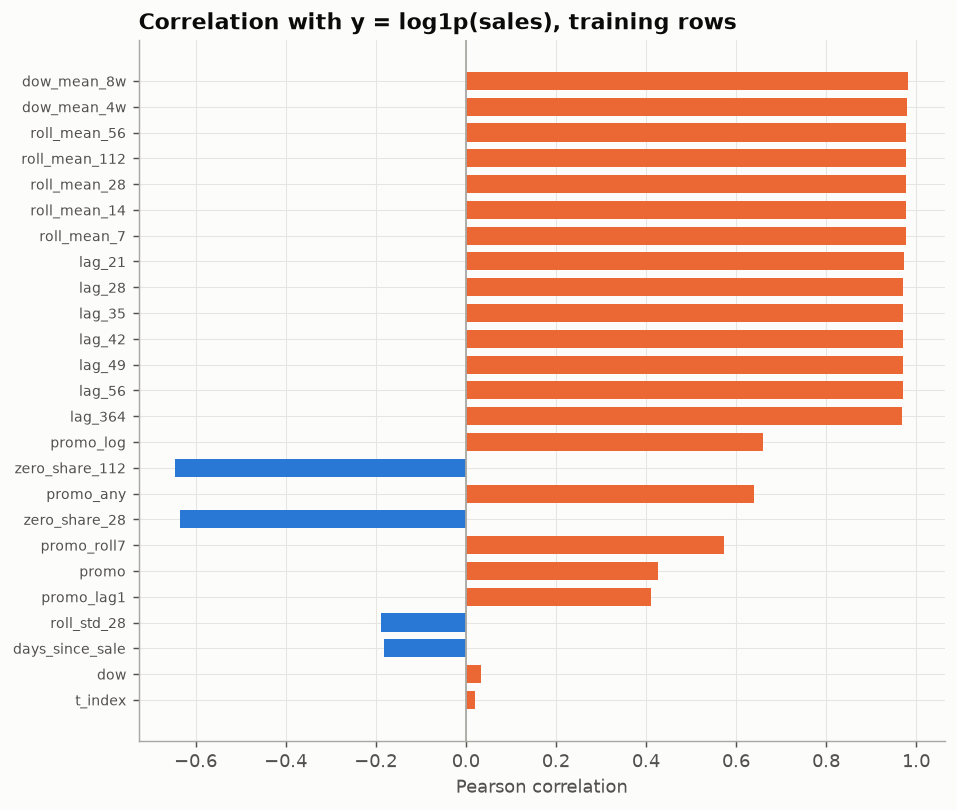 Correlation with y = log1p(sales), training rows
dow_mean_8w
dow_mean_4w
roll_mean_56
roll_mean_112
roll_mean_28
roll_mean_14
roll_mean_7
lag_21
lag_28
lag_35
lag_42
lag_49
lag_56
lag_364
promo_log
zero_share_112
promo_any
zero_share_28
promo_roll7
promo
promo_lag1
roll_std_28
days_since_sale
dow
t_index
−0.6 −0.4 −0.2 0.0 0.2 0.4 0.6 0.8 1.0
Pearson correlation